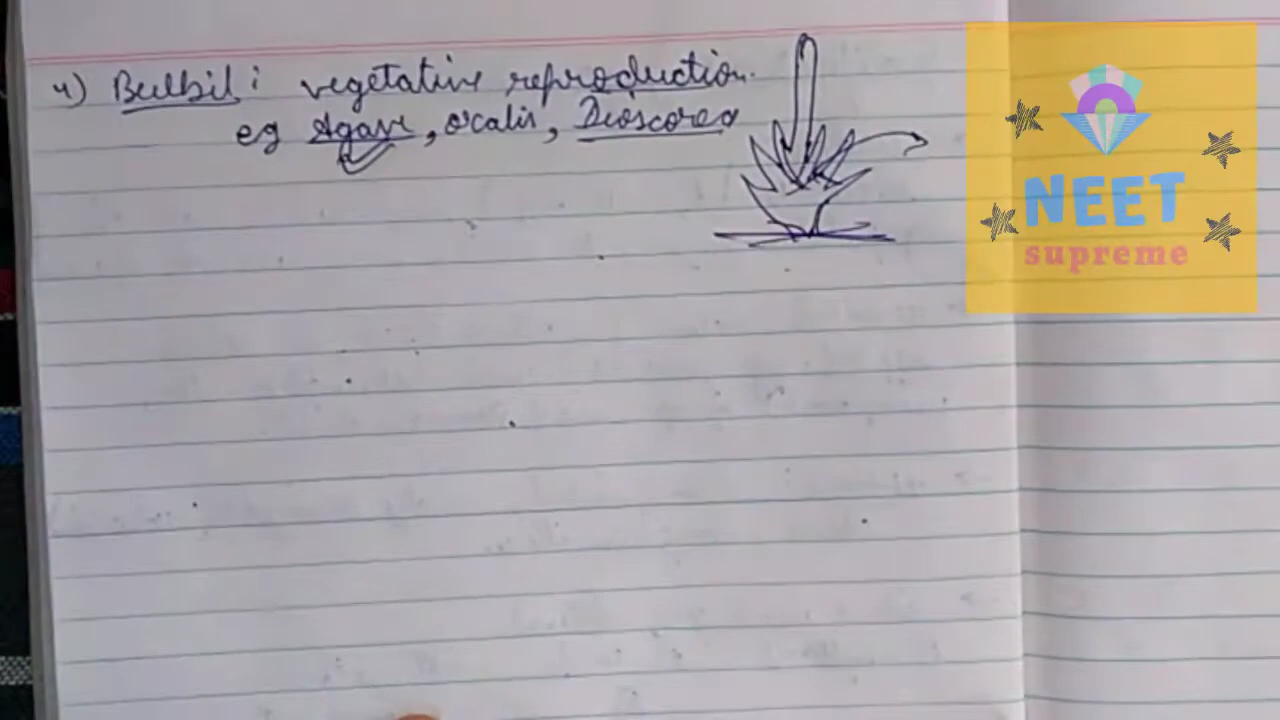 4) Bulbil : vegetative reproduction.
eg Agave, oxalis, Dioscorea
NEET
supreme